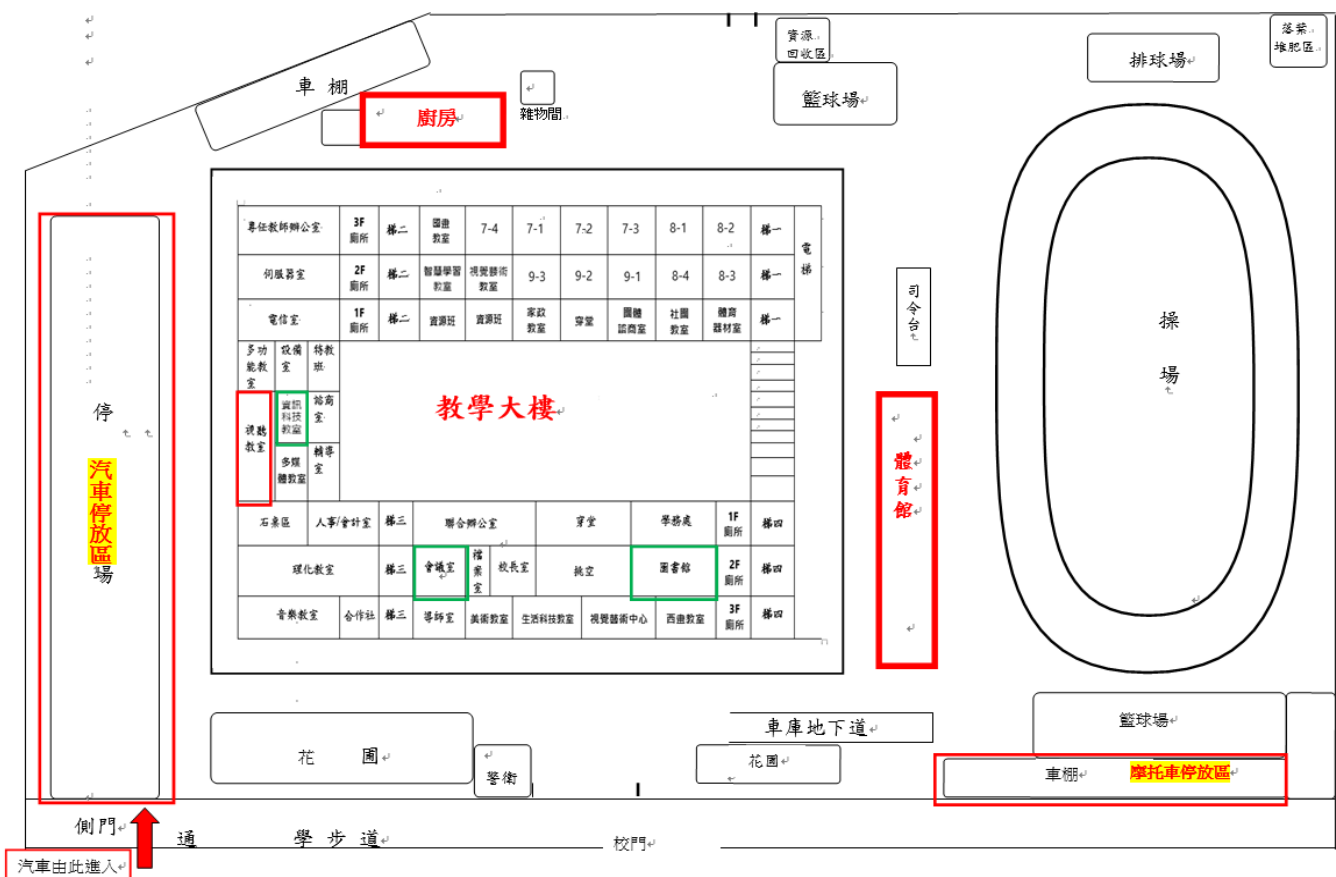 資源
回收區
落葉
堆肥區
排球場
車 棚
廚房
雜物間
籃球場
專任教師辦公室 3F 廁所 梯二 國畫教室 7-4 7-1 7-2 7-3 8-1 8-2 梯一
電梯
伺服器室 2F 廁所 梯二 智慧學習教室 視覺藝術教室 9-3 9-2 9-1 8-4 8-3 梯一
電信室 1F 廁所 梯二 資源班 資源班 家政教室 穿堂 團體諮商室 社團教室 體育器材室 梯一
多功能教室 設備室 特教班
視聽教室 資訊科技教室 諮商室
多媒體教室 輔導室
教學大樓
石桌區 人事/會計室 梯三 聯合辦公室 穿堂 學務處 1F 廁所 梯四
理化教室 梯三 會議室 檔案室 校長室 挑空 圖書館 2F 廁所 梯四
音樂教室 合作社 梯三 導師室 美術教室 生活科技教室 視覺藝術中心 西畫教室 3F 廁所 梯四
司令台
操場
體育館
停
汽車停放區
場
籃球場
車庫地下道
花圃
警衛
花圃
車棚 摩托車停放區
側門
通 學 步 道
校門
汽車由此進入